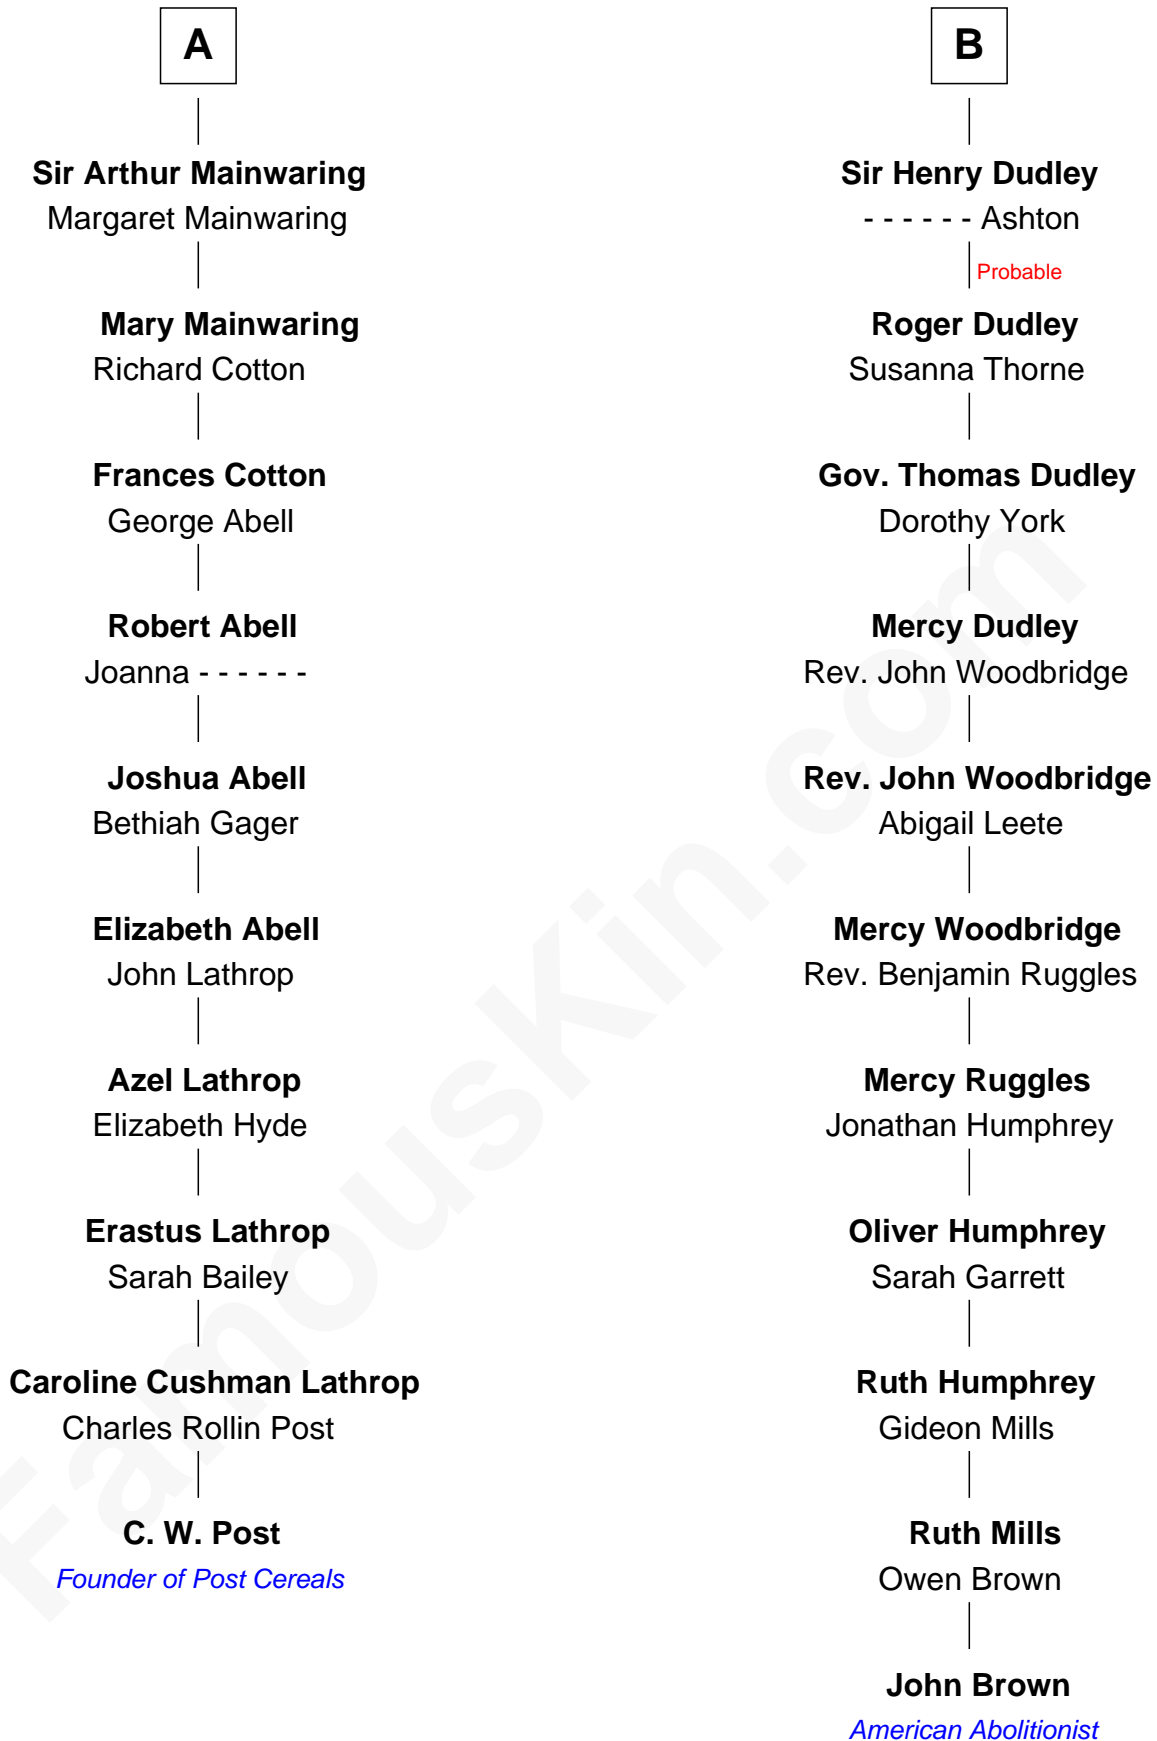 A
Sir Arthur Mainwaring
Margaret Mainwaring
Mary Mainwaring
Richard Cotton
Frances Cotton
George Abell
Robert Abell
Joanna - - - - - -
Joshua Abell
Bethiah Gager
Elizabeth Abell
John Lathrop
Azel Lathrop
Elizabeth Hyde
Erastus Lathrop
Sarah Bailey
Caroline Cushman Lathrop
Charles Rollin Post
C. W. Post
Founder of Post Cereals
B
Sir Henry Dudley
- - - - - - Ashton
Probable
Roger Dudley
Susanna Thorne
Gov. Thomas Dudley
Dorothy York
Mercy Dudley
Rev. John Woodbridge
Rev. John Woodbridge
Abigail Leete
Mercy Woodbridge
Rev. Benjamin Ruggles
Mercy Ruggles
Jonathan Humphrey
Oliver Humphrey
Sarah Garrett
Ruth Humphrey
Gideon Mills
Ruth Mills
Owen Brown
John Brown
American Abolitionist
FamousKin.com